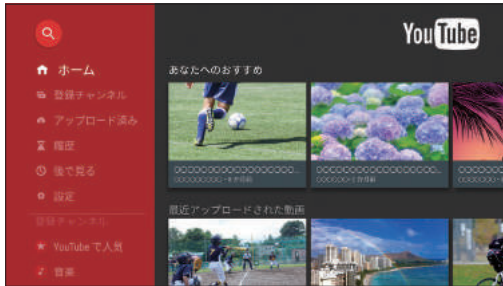 YouTube
ホーム
登録チャンネル
アップロード済み
履歴
後で見る
設定
登録チャンネル
YouTube で人気
音楽
あなたへのおすすめ
最近アップロードされた動画